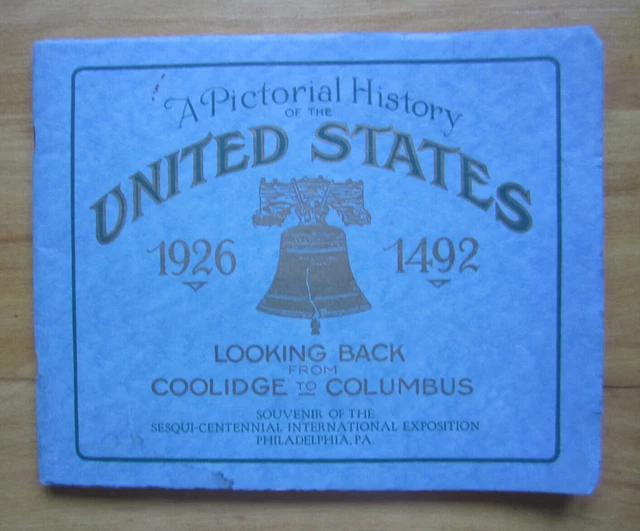 A Pictorial History
OF THE
UNITED STATES
1926 1492
LOOKING BACK
FROM
COOLIDGE TO COLUMBUS
SOUVENIR OF THE
SESQUI-CENTENNIAL INTERNATIONAL EXPOSITION
PHILADELPHIA, PA.